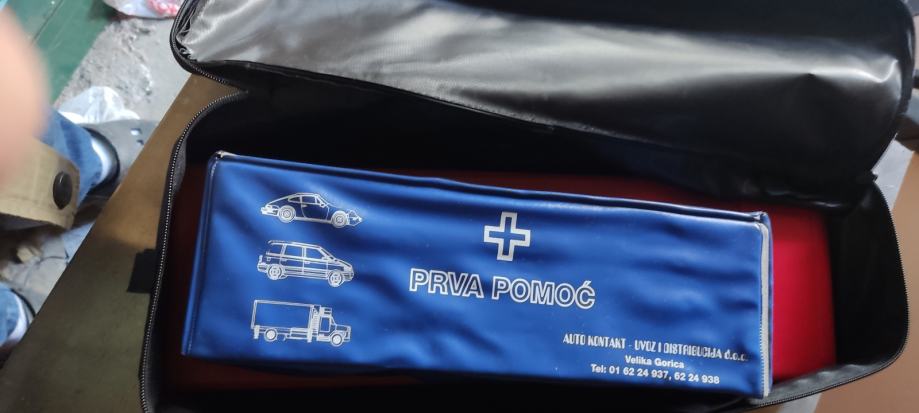 PRVA POMOĆ
AUTO KONTAKT - UVOZ I DISTRIBUCIJA d.o.o.
Velika Gorica
Tel: 01 62 24 937, 62 24 938